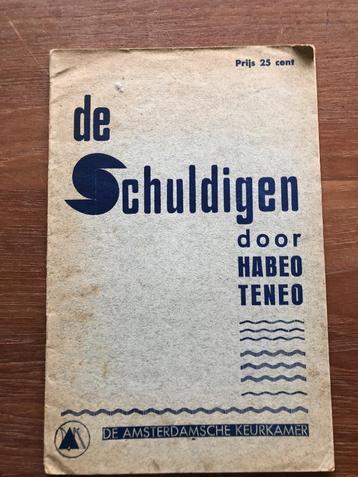 Prijs 25 cent
de
Schuldigen
door
HABEO
TENEO
DE AMSTERDAMSCHE KEURKAMER